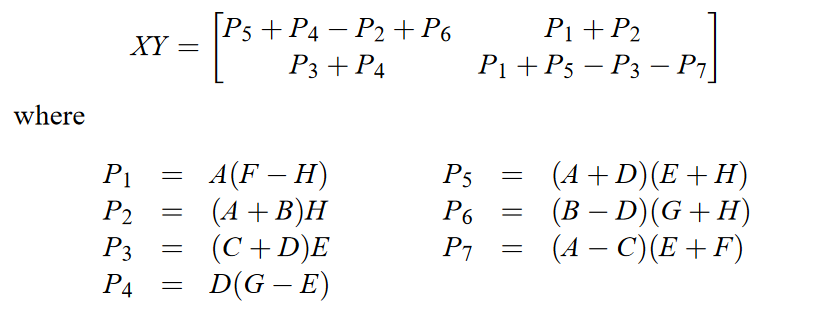 XY = [P₅ + P₄ − P₂ + P₆ P₁ + P₂
P₃ + P₄ P₁ + P₅ − P₃ − P₇]
where
P₁ = A(F − H) P₅ = (A + D)(E + H)
P₂ = (A + B)H P₆ = (B − D)(G + H)
P₃ = (C + D)E P₇ = (A − C)(E + F)
P₄ = D(G − E)